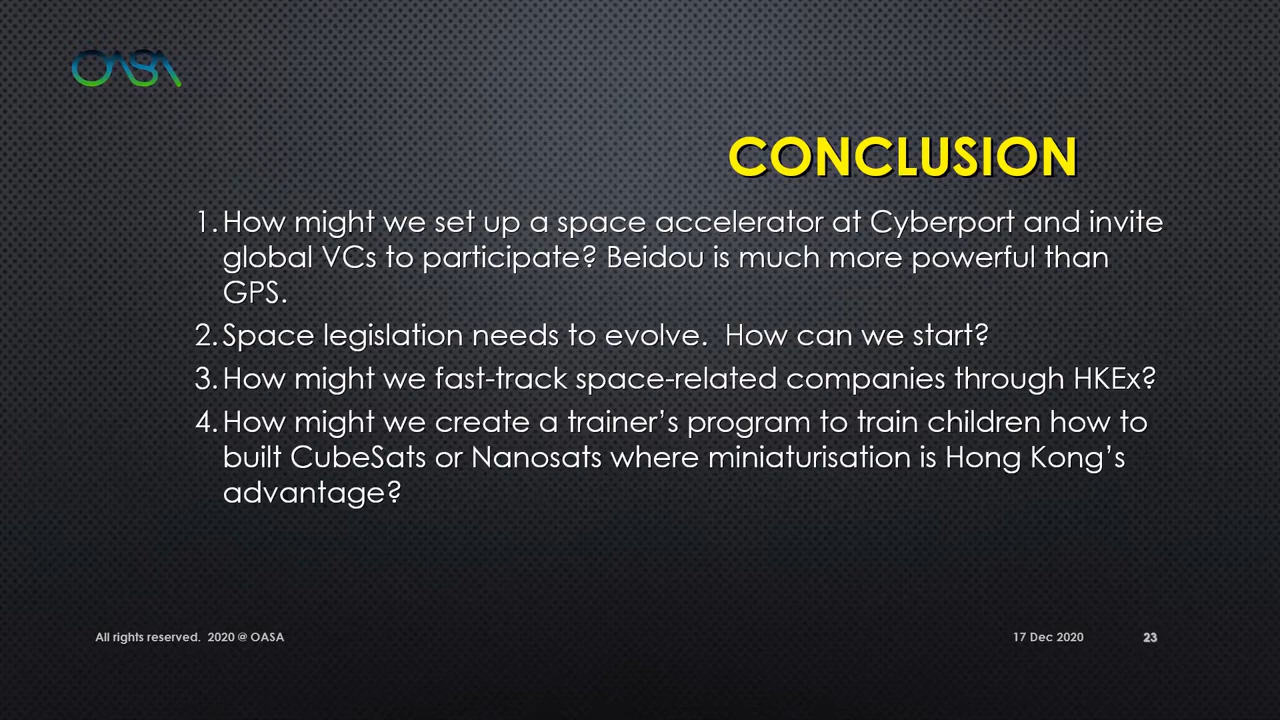 OASA
CONCLUSION
1. How might we set up a space accelerator at Cyberport and invite
global VCs to participate? Beidou is much more powerful than
GPS.
2. Space legislation needs to evolve.  How can we start?
3. How might we fast-track space-related companies through HKEx?
4. How might we create a trainer’s program to train children how to
built CubeSats or Nanosats where miniaturisation is Hong Kong’s
advantage?
All rights reserved.  2020 @ OASA
17 Dec 2020
23